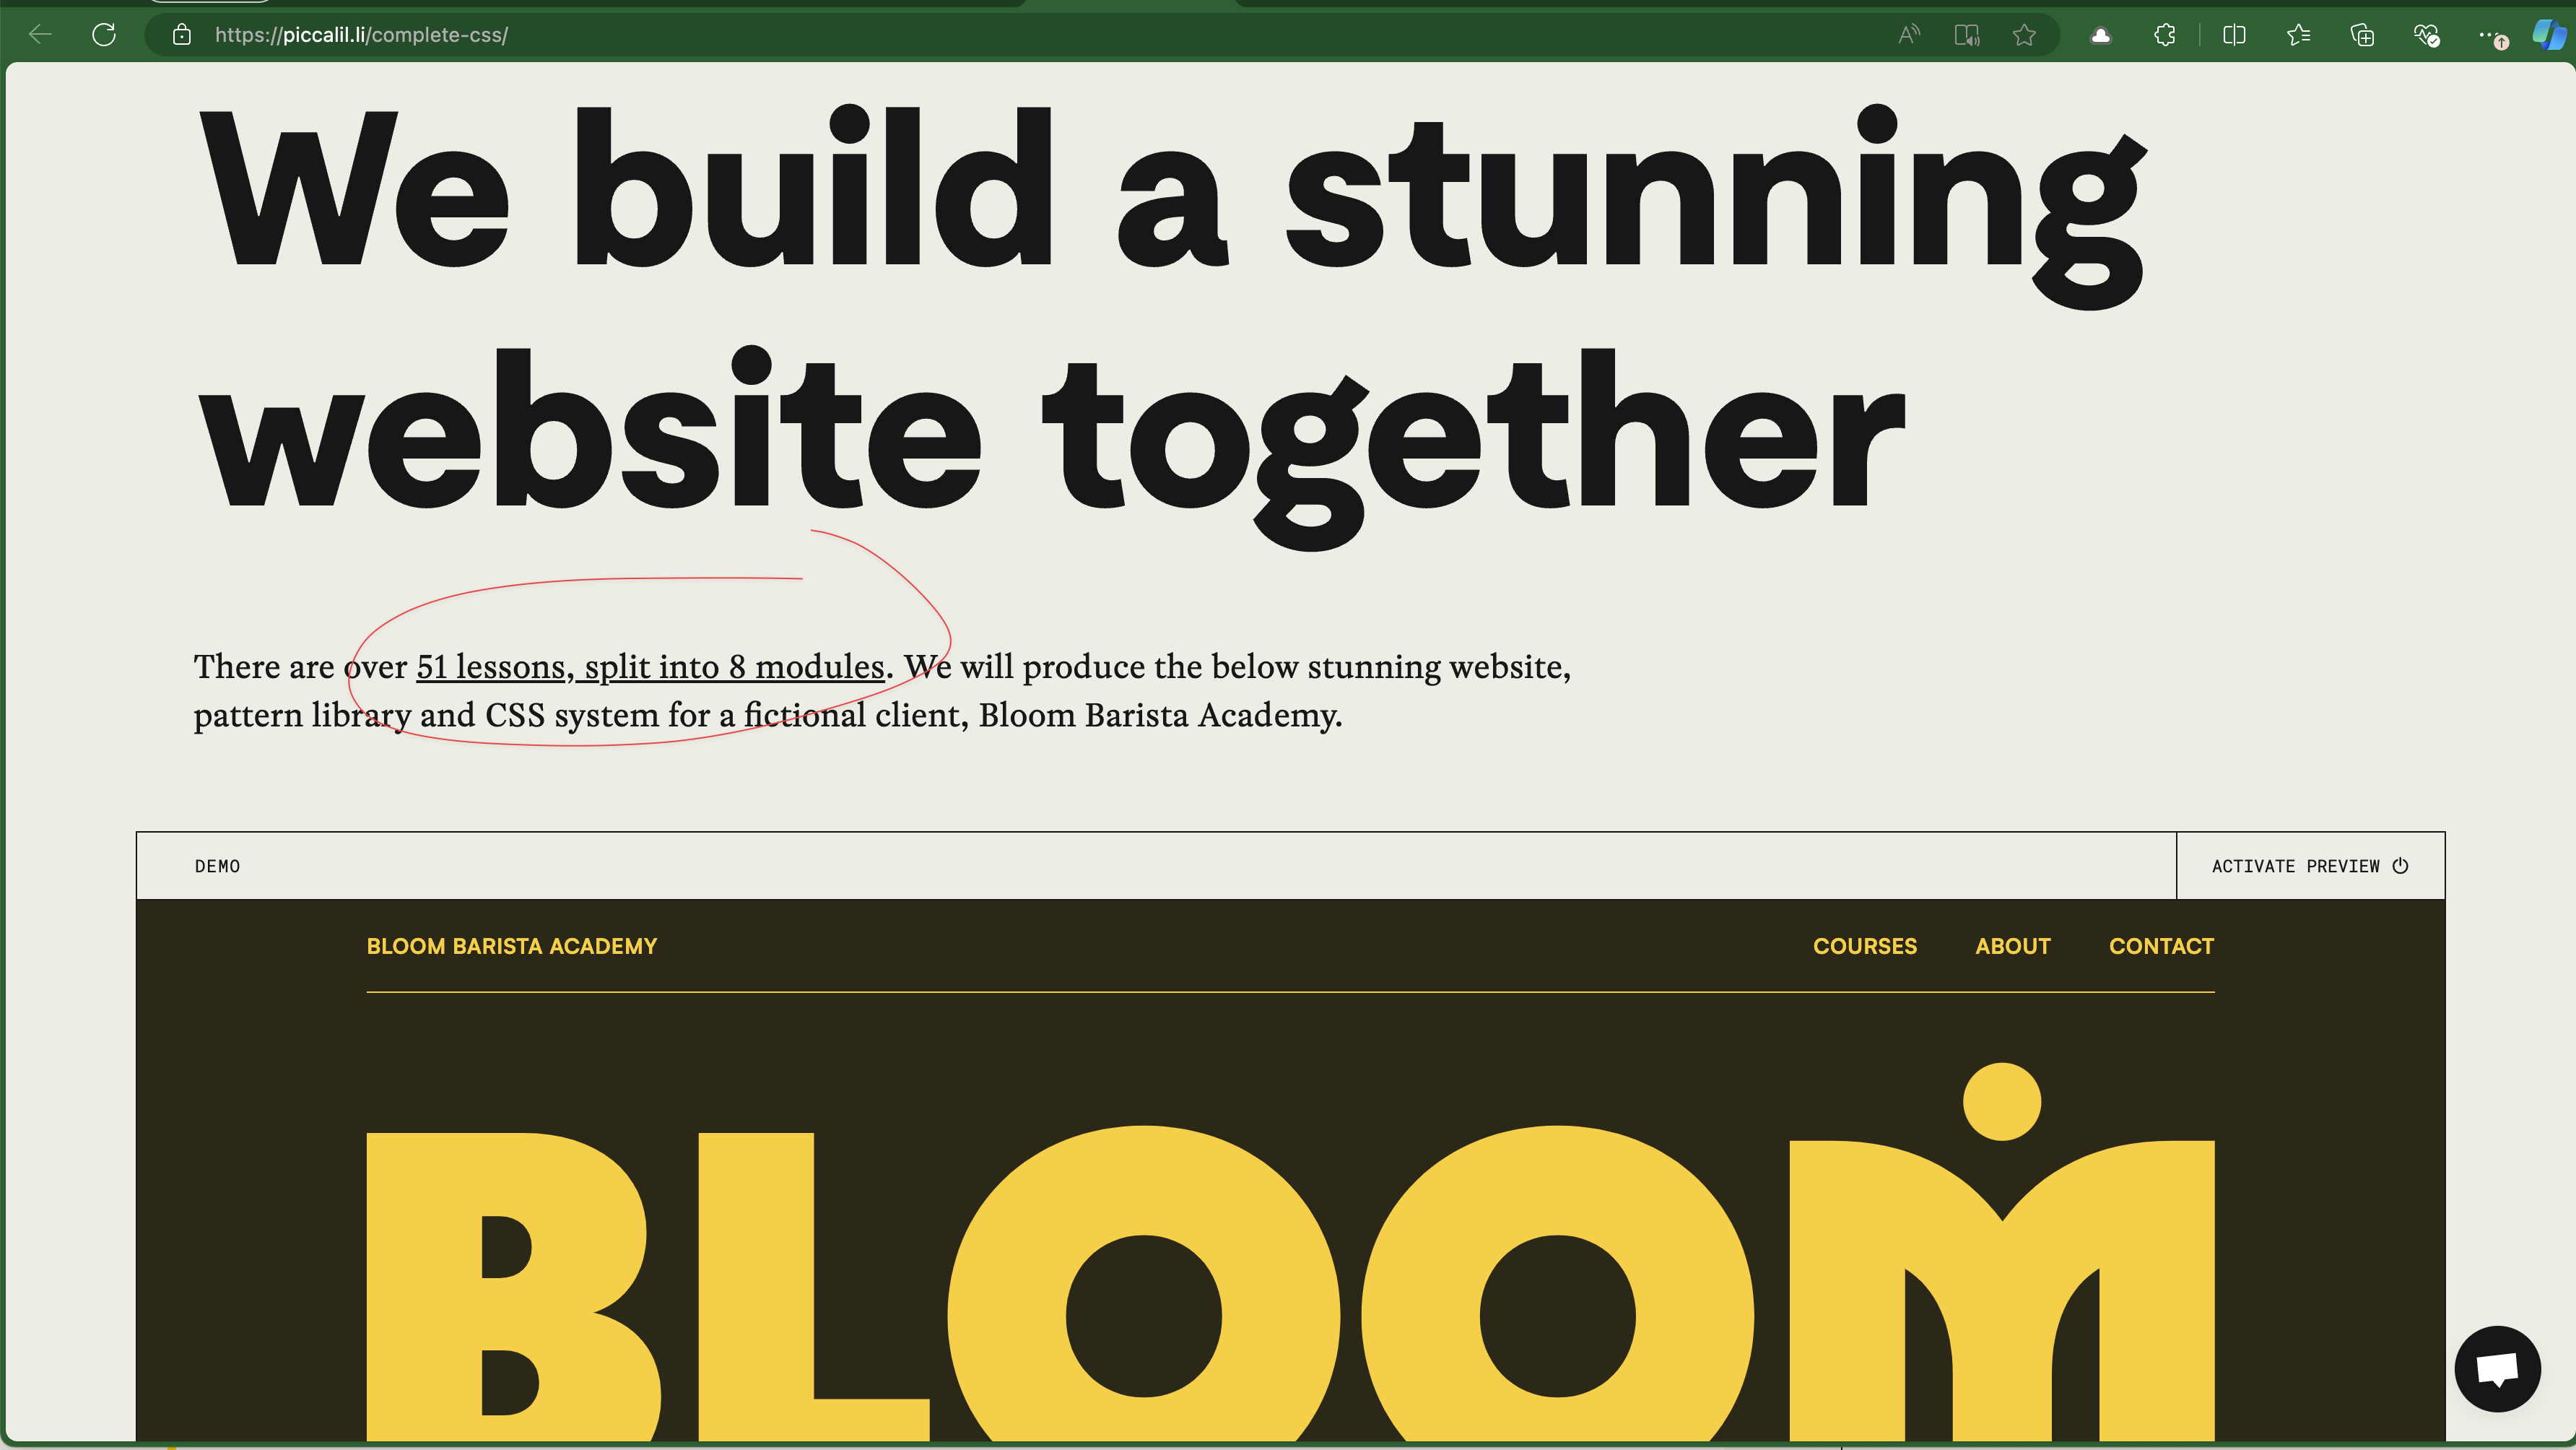 https://piccalil.li/complete-css/
We build a stunning
website together
There are over 51 lessons, split into 8 modules. We will produce the below stunning website,
pattern library and CSS system for a fictional client, Bloom Barista Academy.
DEMO
ACTIVATE PREVIEW
BLOOM BARISTA ACADEMY
COURSES
ABOUT
CONTACT
BLOOM